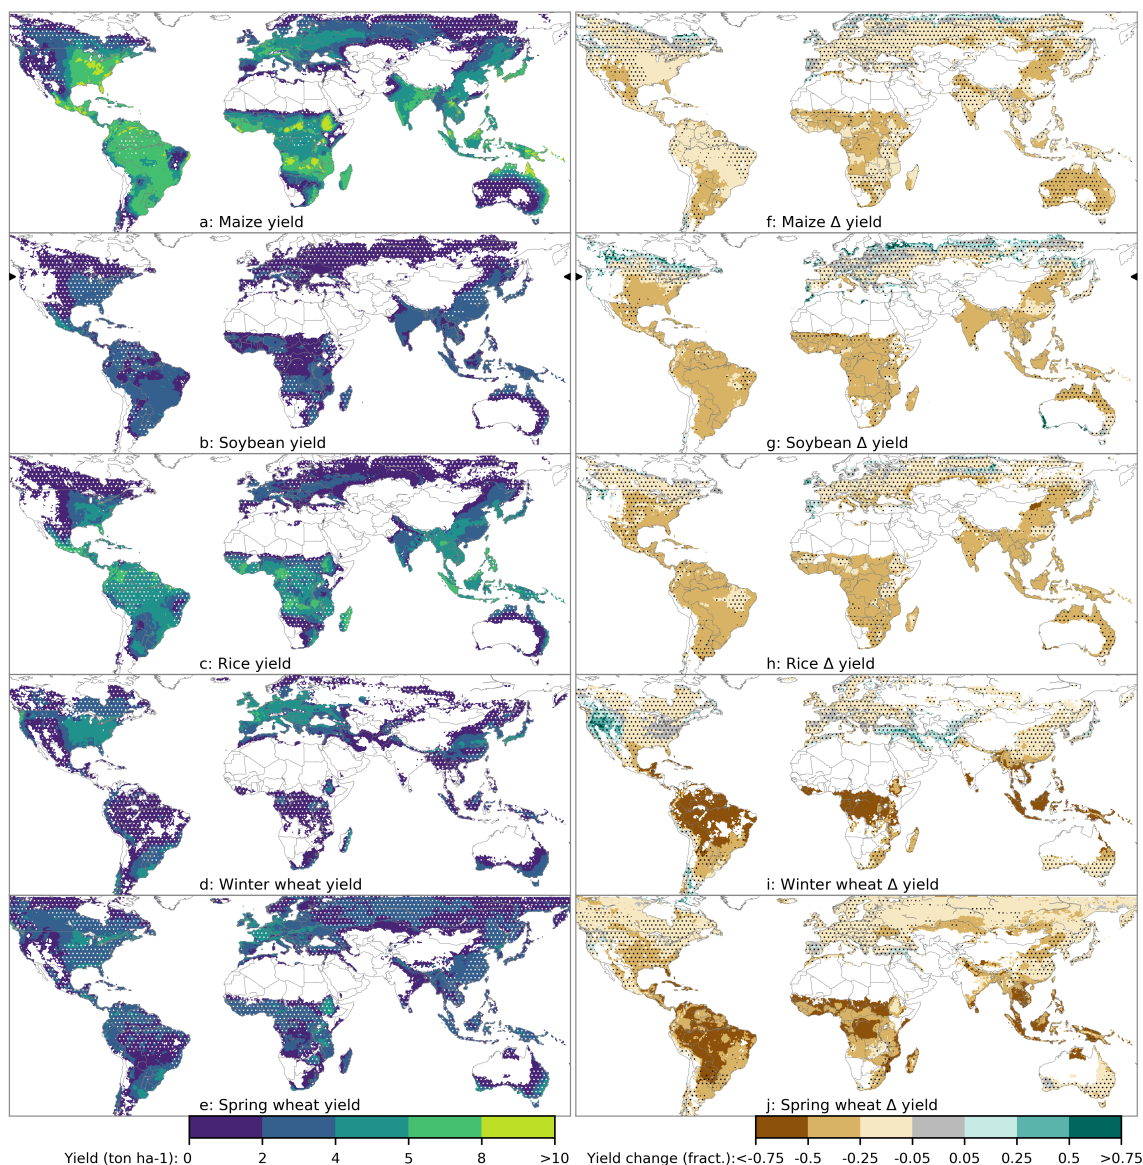 a: Maize yield
f: Maize Δ yield
b: Soybean yield
g: Soybean Δ yield
c: Rice yield
h: Rice Δ yield
d: Winter wheat yield
i: Winter wheat Δ yield
e: Spring wheat yield
j: Spring wheat Δ yield
Yield (ton ha-1): 0 2 4 5 8 >10
Yield change (fract.):<-0.75 -0.5 -0.25 -0.05 0.05 0.25 0.5 >0.75